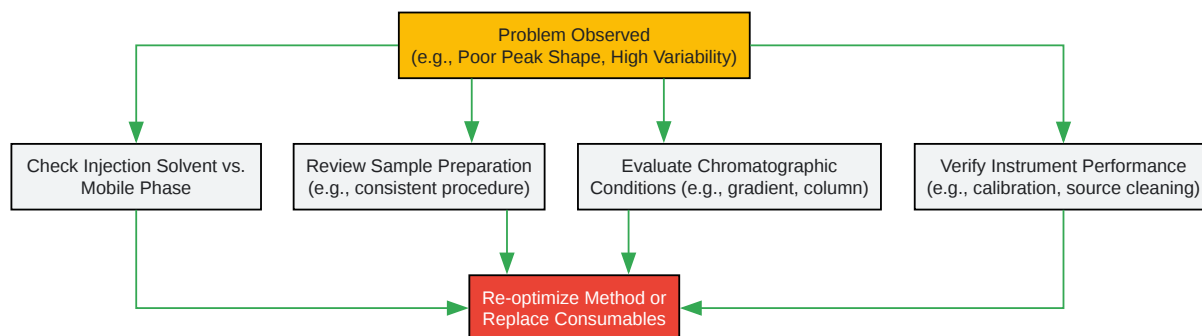 Problem Observed
(e.g., Poor Peak Shape, High Variability)
Check Injection Solvent vs.
Mobile Phase
Review Sample Preparation
(e.g., consistent procedure)
Evaluate Chromatographic
Conditions (e.g., gradient, column)
Verify Instrument Performance
(e.g., calibration, source cleaning)
Re-optimize Method or
Replace Consumables